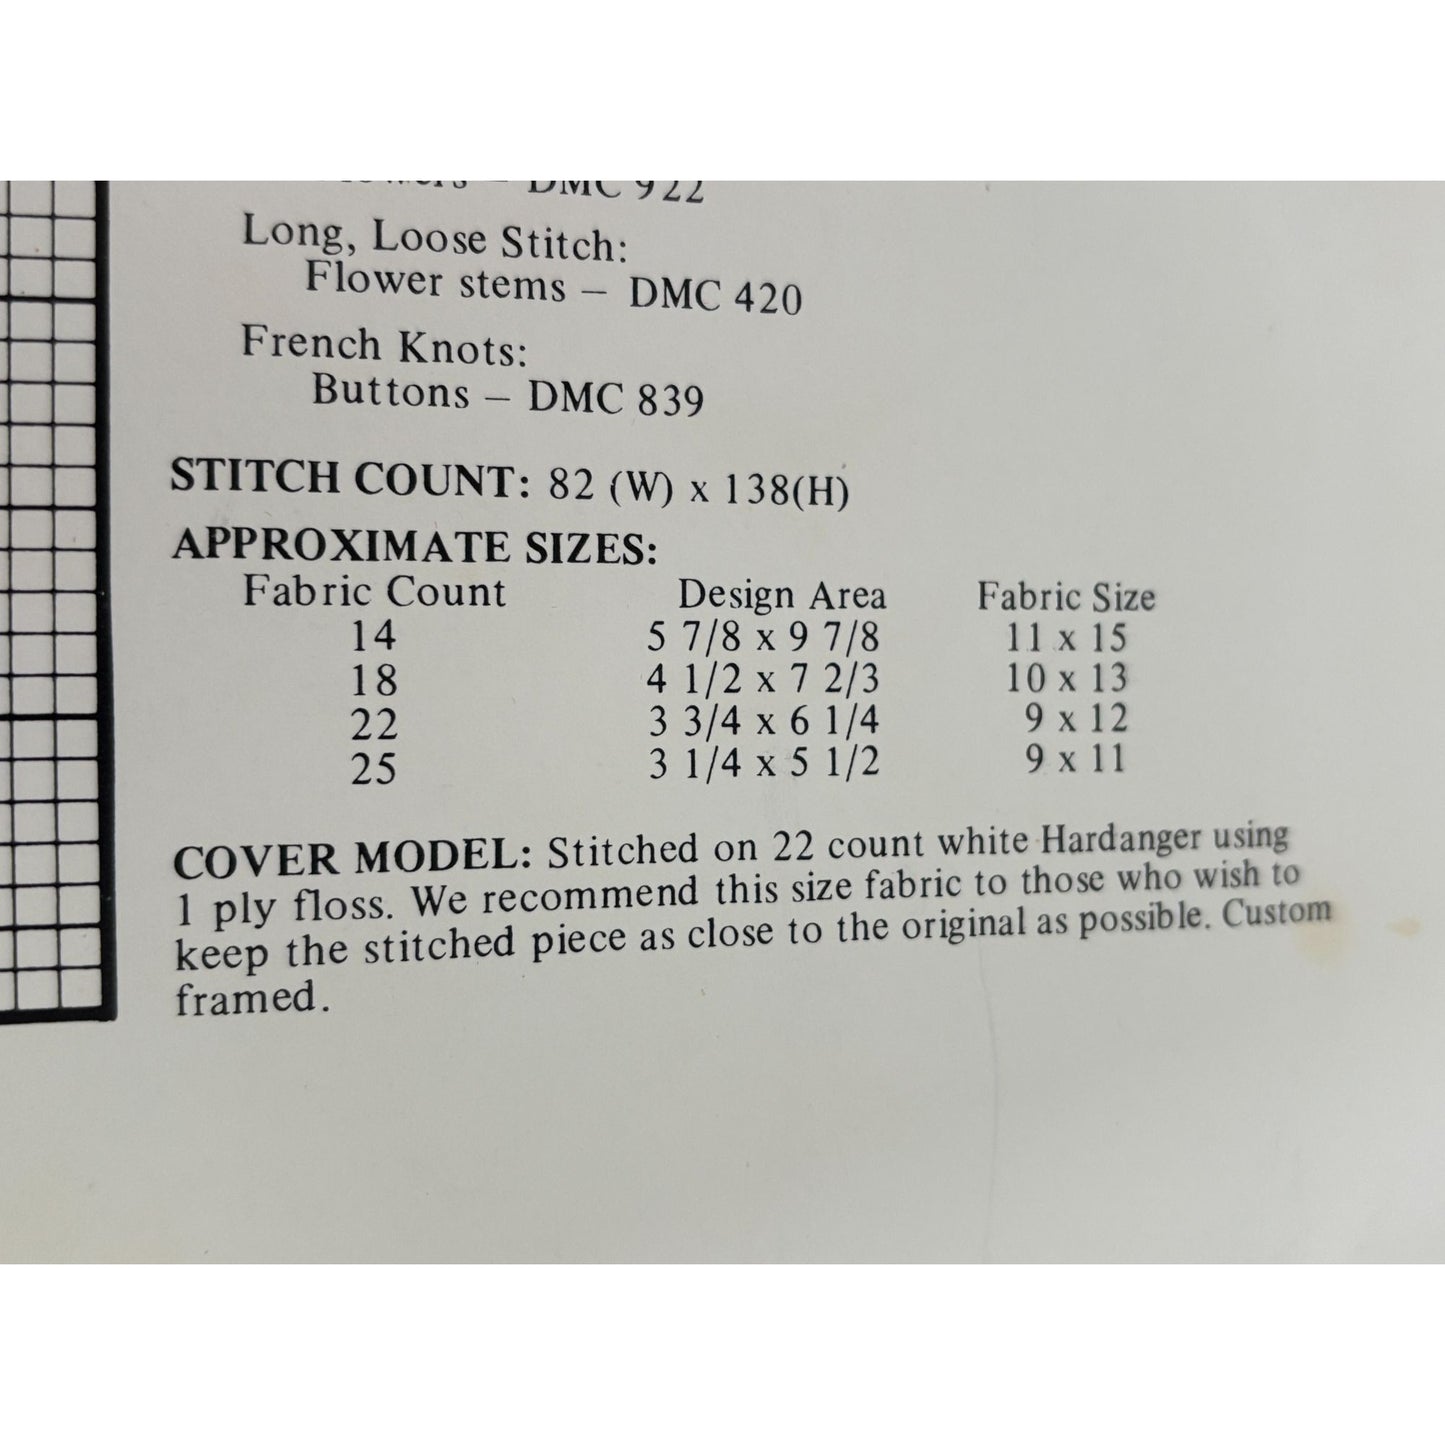 Flowers – DMC 922
Long, Loose Stitch:
Flower stems – DMC 420
French Knots:
Buttons – DMC 839
STITCH COUNT: 82 (W) x 138(H)
APPROXIMATE SIZES:
Fabric Count Design Area Fabric Size
14 5 7/8 x 9 7/8 11 x 15
18 4 1/2 x 7 2/3 10 x 13
22 3 3/4 x 6 1/4 9 x 12
25 3 1/4 x 5 1/2 9 x 11
COVER MODEL: Stitched on 22 count white Hardanger using
1 ply floss. We recommend this size fabric to those who wish to
keep the stitched piece as close to the original as possible. Custom
framed.